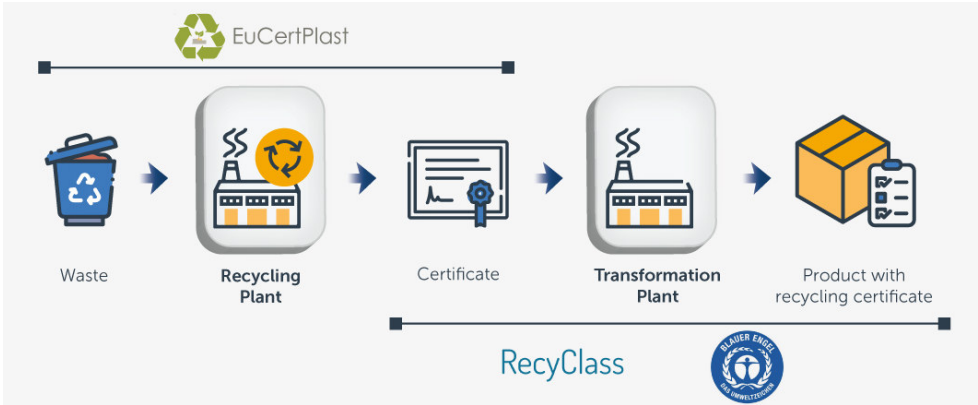 EuCertPlast
Waste
Recycling
Plant
Certificate
Transformation
Plant
Product with
recycling certificate
RecyClass
BLAUER ENGEL
DAS UMWELTZEICHEN